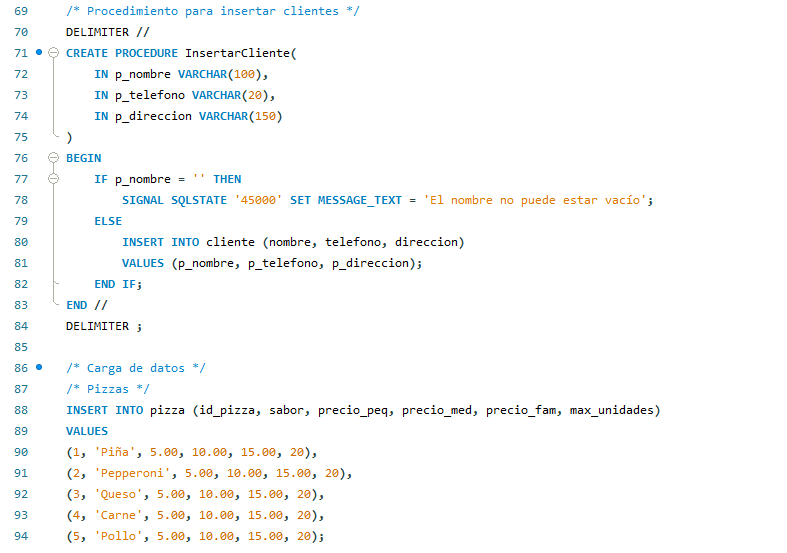 69 /* Procedimiento para insertar clientes */
70 DELIMITER //
71 CREATE PROCEDURE InsertarCliente(
72 IN p_nombre VARCHAR(100),
73 IN p_telefono VARCHAR(20),
74 IN p_direccion VARCHAR(150)
75 )
76 BEGIN
77 IF p_nombre = '' THEN
78 SIGNAL SQLSTATE '45000' SET MESSAGE_TEXT = 'El nombre no puede estar vacío';
79 ELSE
80 INSERT INTO cliente (nombre, telefono, direccion)
81 VALUES (p_nombre, p_telefono, p_direccion);
82 END IF;
83 END //
84 DELIMITER ;
85
86 /* Carga de datos */
87 /* Pizzas */
88 INSERT INTO pizza (id_pizza, sabor, precio_peq, precio_med, precio_fam, max_unidades)
89 VALUES
90 (1, 'Piña', 5.00, 10.00, 15.00, 20),
91 (2, 'Pepperoni', 5.00, 10.00, 15.00, 20),
92 (3, 'Queso', 5.00, 10.00, 15.00, 20),
93 (4, 'Carne', 5.00, 10.00, 15.00, 20),
94 (5, 'Pollo', 5.00, 10.00, 15.00, 20);